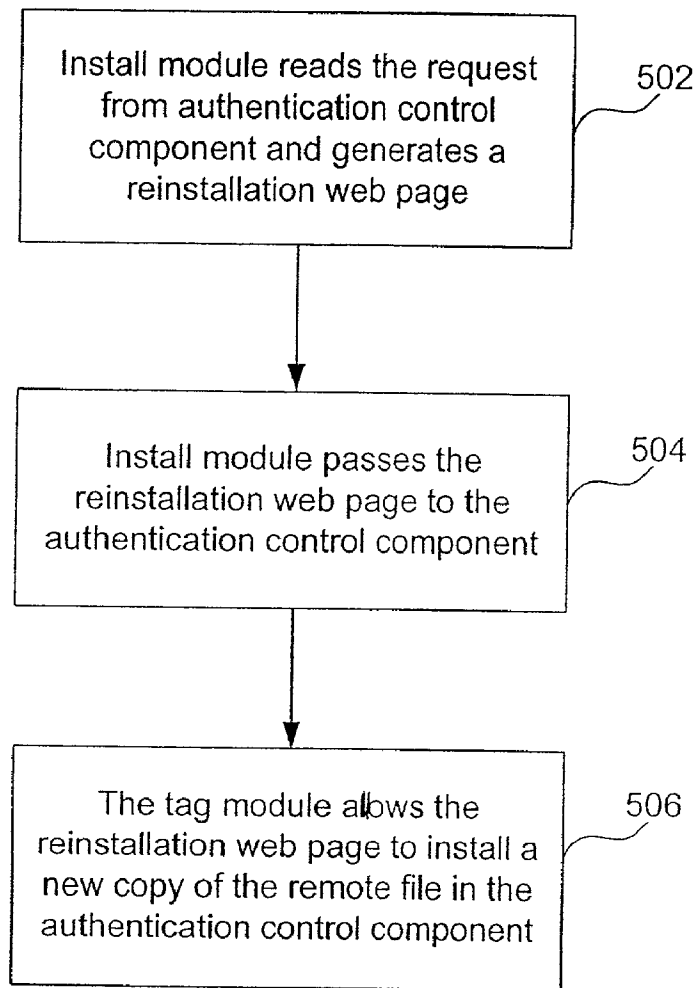 Install module reads the request
from authentication control
component and generates a
reinstallation web page
502
Install module passes the
reinstallation web page to the
authentication control component
504
The tag module allows the
reinstallation web page to install a
new copy of the remote file in the
authentication control component
506